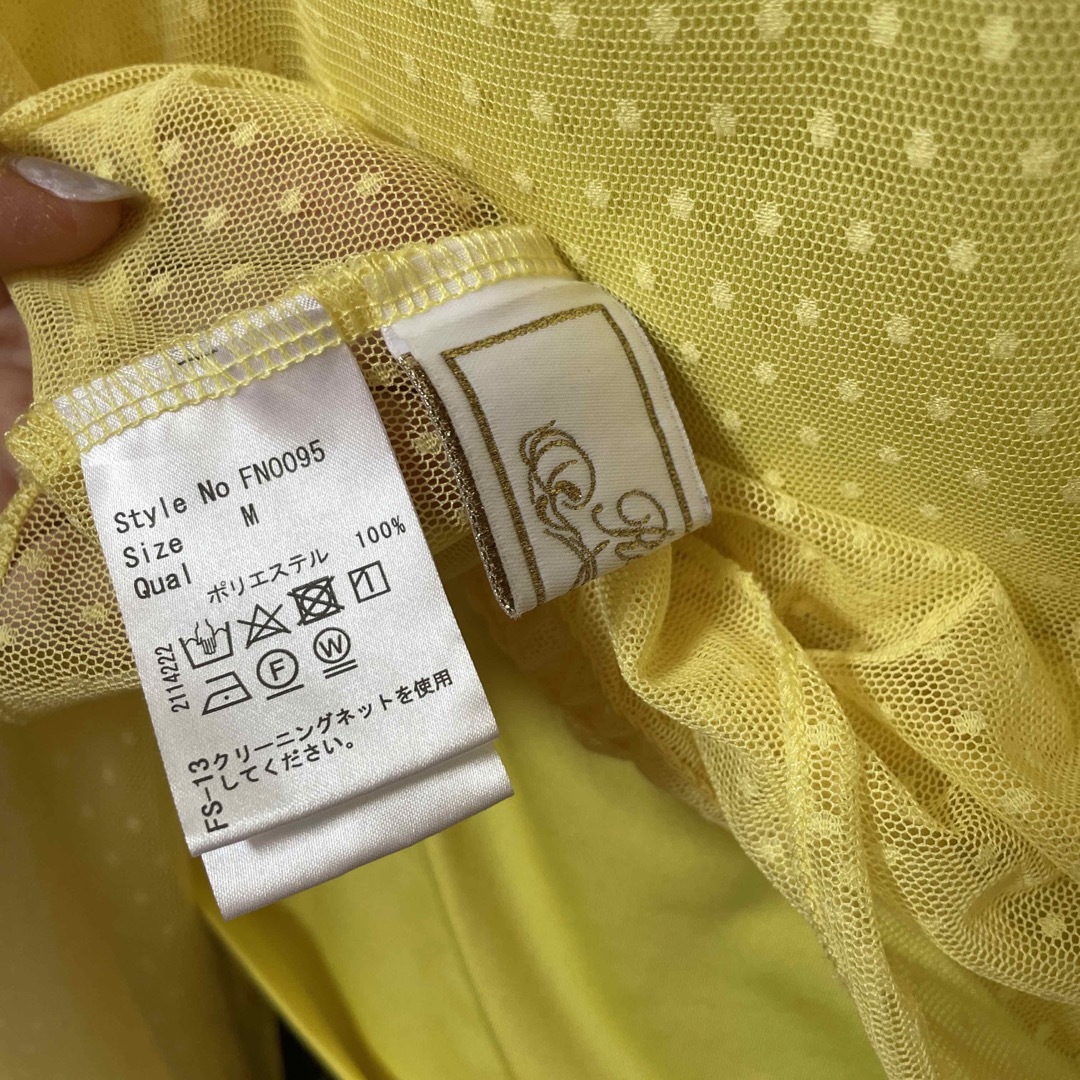 Style No FN0095
Size M
Qual
ポリエステル 100%
F W
2114222
FS-13
クリーニングネットを使用
してください。